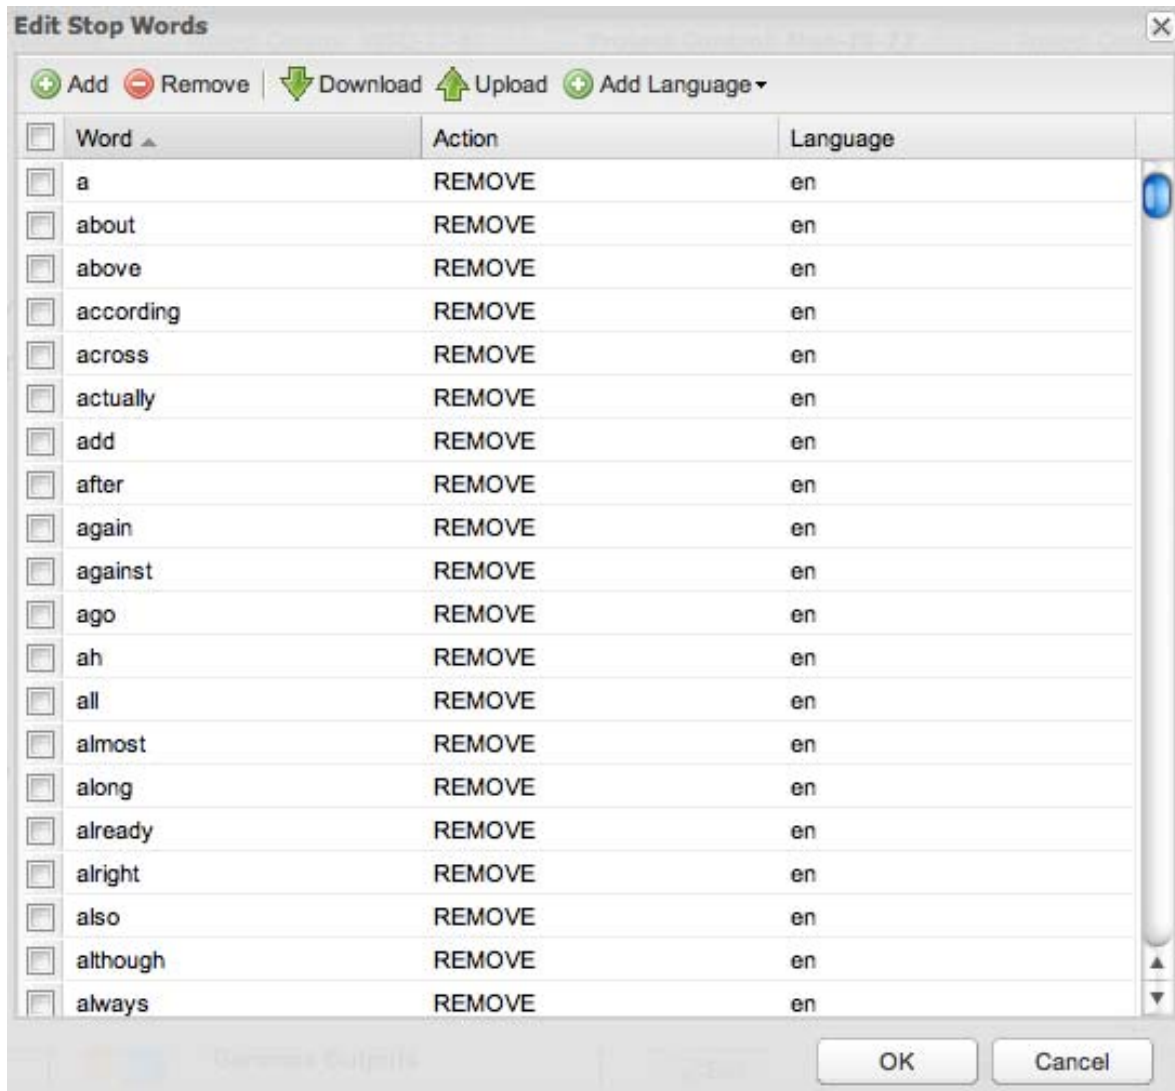 Edit Stop Words
Add Remove Download Upload Add Language
Word Action Language
a REMOVE en
about REMOVE en
above REMOVE en
according REMOVE en
across REMOVE en
actually REMOVE en
add REMOVE en
after REMOVE en
again REMOVE en
against REMOVE en
ago REMOVE en
ah REMOVE en
all REMOVE en
almost REMOVE en
along REMOVE en
already REMOVE en
alright REMOVE en
also REMOVE en
although REMOVE en
always REMOVE en
OK Cancel